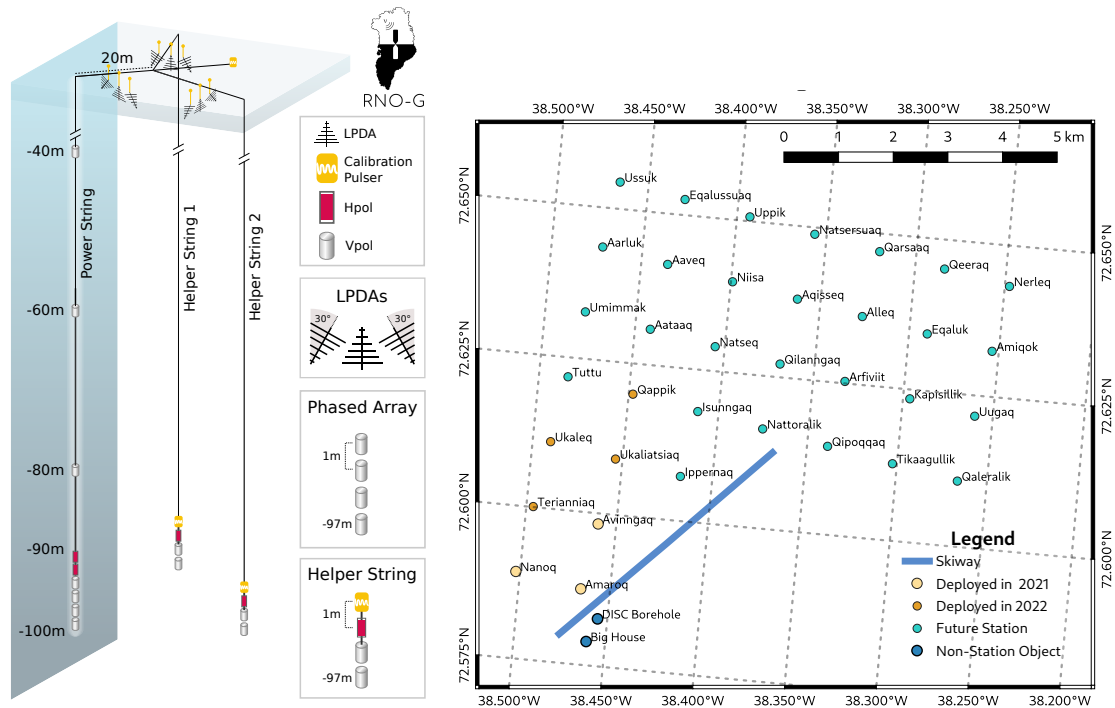 20m
RNO-G
-40m
-60m
-80m
-90m
-100m
Power String
Helper String 1
Helper String 2
LPDA
Calibration
Pulser
Hpol
Vpol
LPDAs
30°
30°
Phased Array
1m
-97m
Helper String
1m
-97m
38.500°W
38.450°W
38.400°W
38.350°W
38.300°W
38.250°W
0
1
2
3
4
5 km
72.650°N
72.625°N
72.600°N
72.575°N
72.650°N
72.625°N
72.600°N
Ussuk
Eqalussuaq
Uppik
Natsersuaq
Qarsaaq
Qeeraq
Nerleq
Aarluk
Aaveq
Niisa
Aqisseq
Alleq
Eqaluk
Amiqok
Umimmak
Aataaq
Natseq
Qilanngaq
Arfiviit
Kapisillik
Uugaq
Tuttu
Qappik
Isunngaq
Nattoralik
Qipoqqaq
Tikaagullik
Qaleralik
Ukaleq
Ukaliatsiaq
Ippernaq
Terianniaq
Avinngaq
Nanoq
Amaroq
DISC Borehole
Big House
Legend
Skiway
Deployed in 2021
Deployed in 2022
Future Station
Non-Station Object
38.500°W
38.450°W
38.400°W
38.350°W
38.300°W
38.250°W